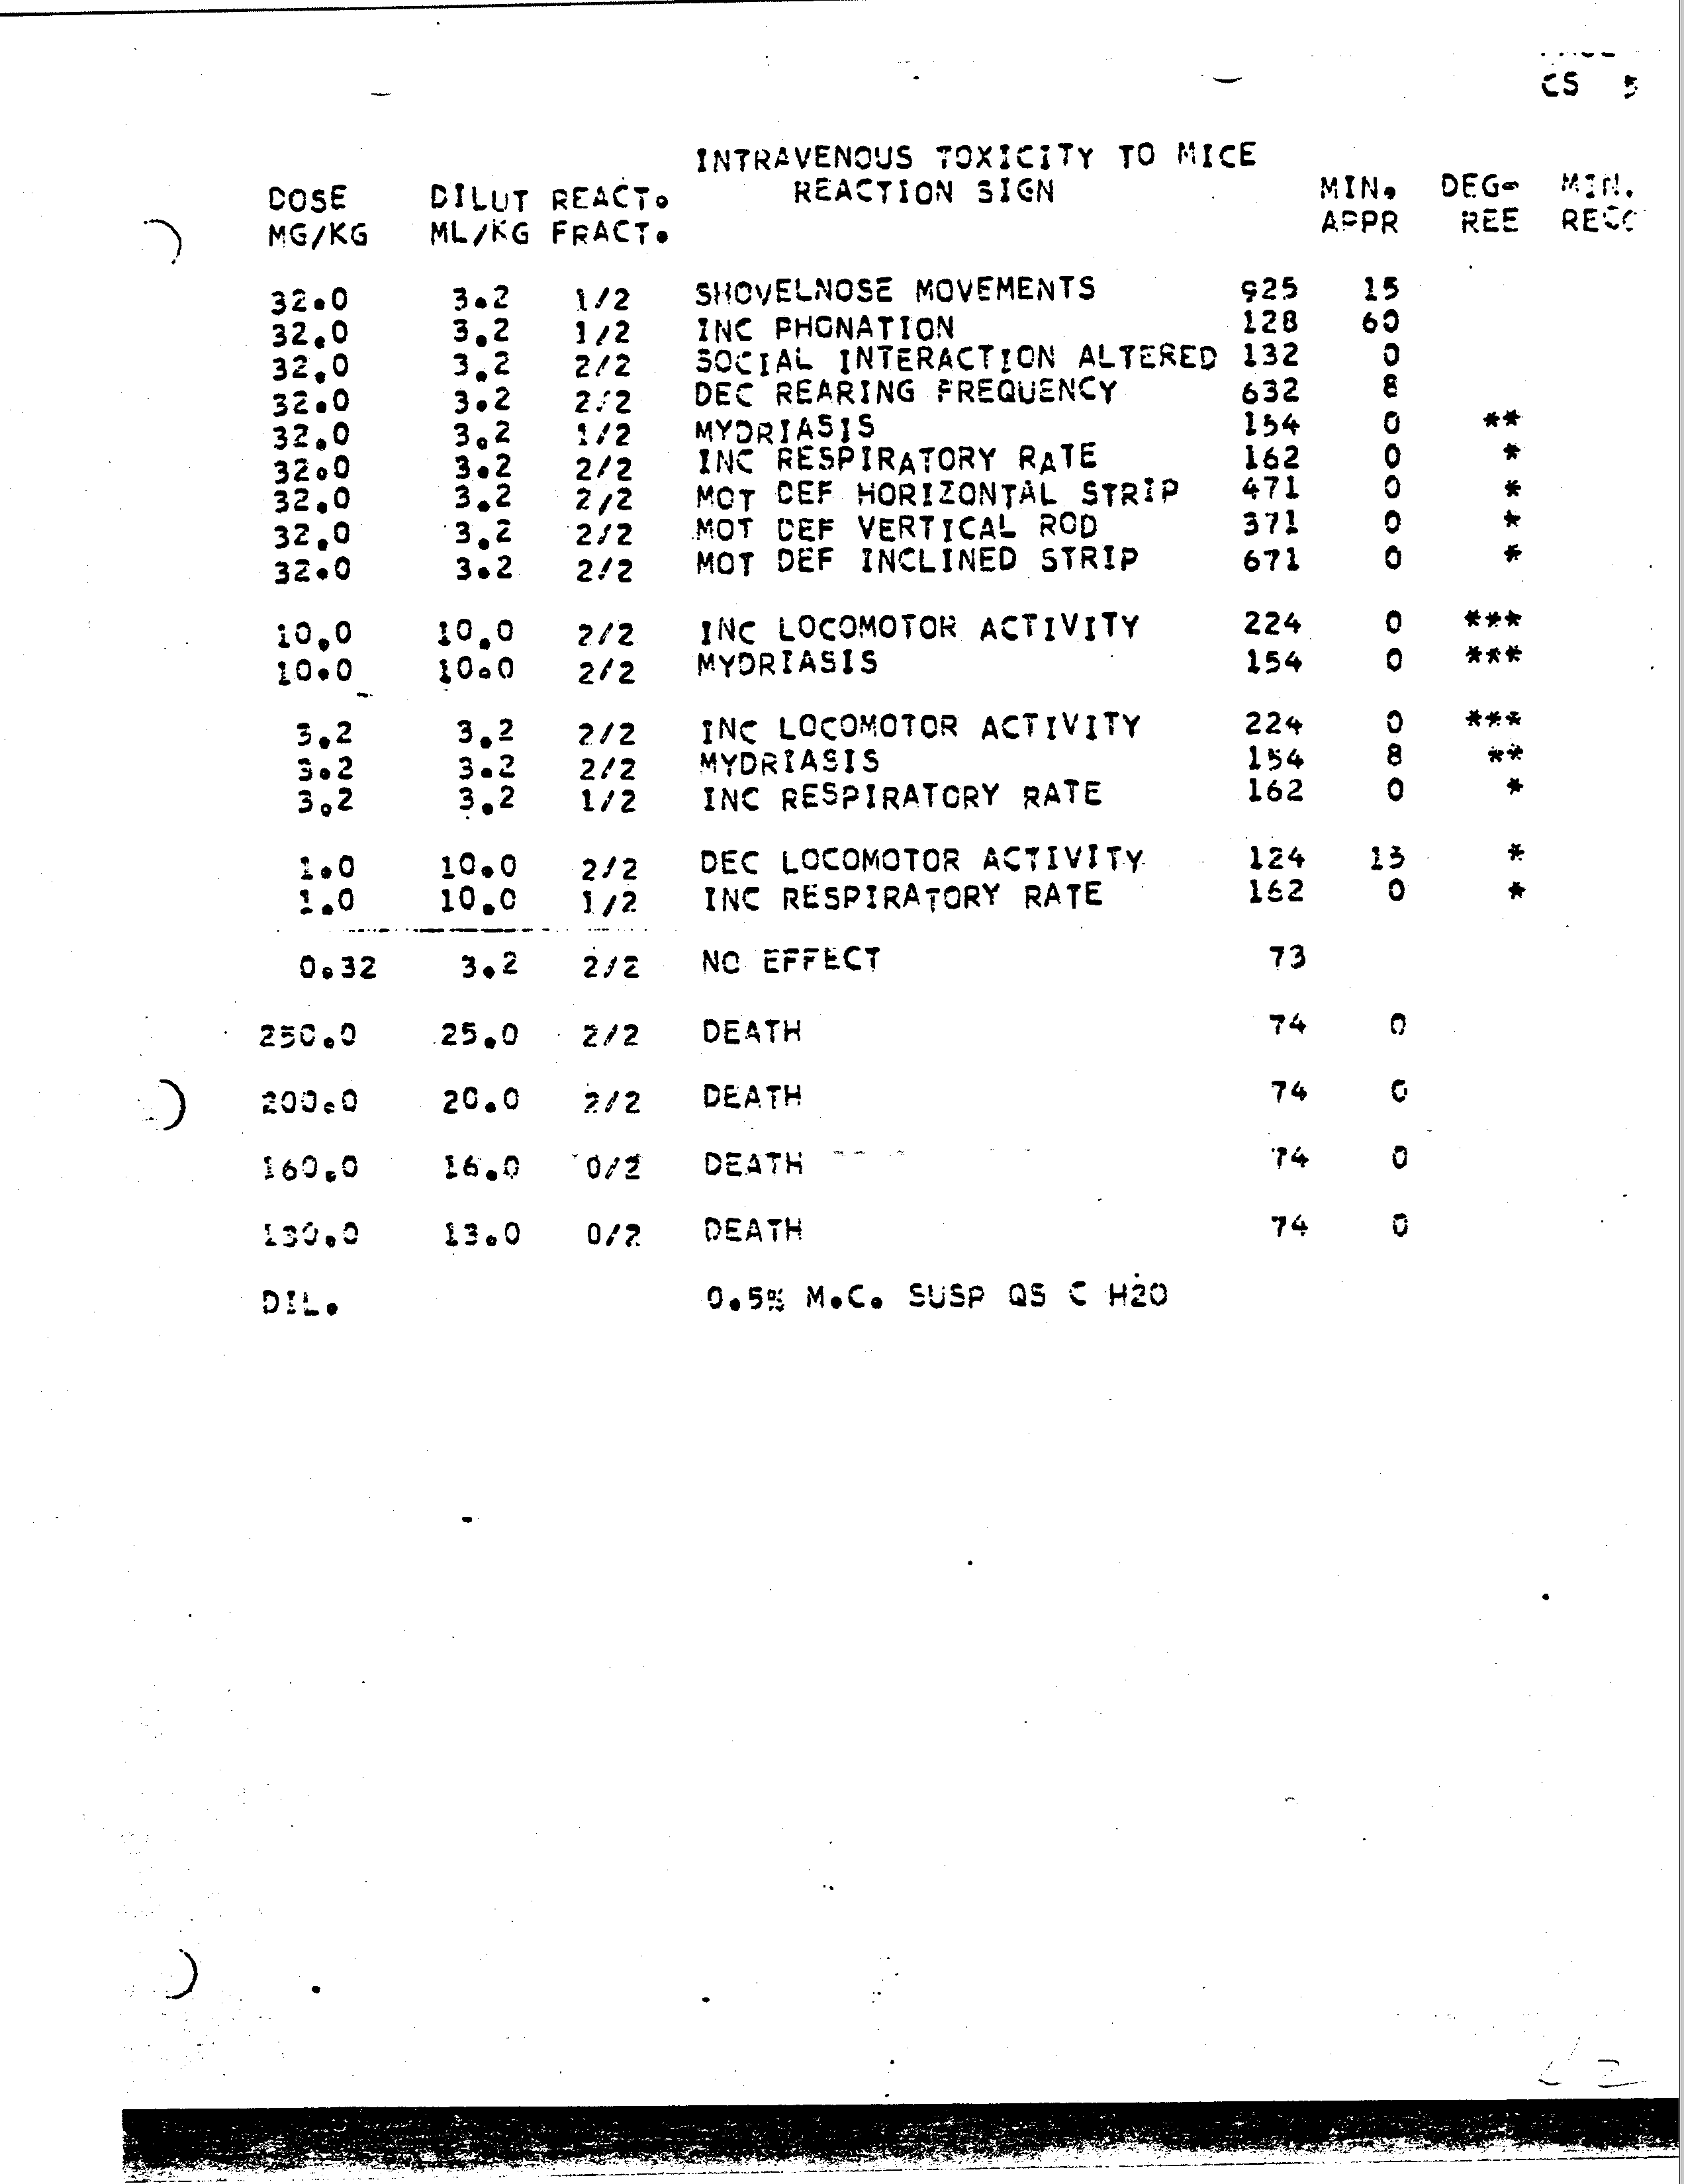 CS 5
INTRAVENOUS TOXICITY TO MICE
DOSE DILUT REACT. REACTION SIGN MIN. DEG- MIN.
MG/KG ML/KG FRACT. APPR REE
32.0 3.2 1/2 SHOVELNOSE MOVEMENTS 925 15
32.0 3.2 1/2 INC PHONATION 128 60
32.0 3.2 2/2 SOCIAL INTERACTION ALTERED 132 0
32.0 3.2 2/2 DEC REARING FREQUENCY 632 8
32.0 3.2 1/2 MYDRIASIS 154 0 **
32.0 3.2 2/2 INC RESPIRATORY RATE 162 0 *
32.0 3.2 2/2 MOT DEF HORIZONTAL STRIP 471 0 *
32.0 3.2 2/2 MOT DEF VERTICAL ROD 371 0 *
32.0 3.2 2/2 MOT DEF INCLINED STRIP 671 0 *
10.0 10.0 2/2 INC LOCOMOTOR ACTIVITY 224 0 ***
10.0 10.0 2/2 MYDRIASIS 154 0 ***
3.2 3.2 2/2 INC LOCOMOTOR ACTIVITY 224 0 ***
3.2 3.2 2/2 MYDRIASIS 154 8 **
3.2 3.2 1/2 INC RESPIRATORY RATE 162 0 *
1.0 10.0 2/2 DEC LOCOMOTOR ACTIVITY 124 15 *
1.0 10.0 1/2 INC RESPIRATORY RATE 162 0 *
0.32 3.2 2/2 NO EFFECT 73
250.0 25.0 2/2 DEATH 74 0
200.0 20.0 2/2 DEATH 74 0
160.0 16.0 0/2 DEATH 74 0
130.0 13.0 0/2 DEATH 74 0
DIL. 0.5% M.C. SUSP QS C H2O